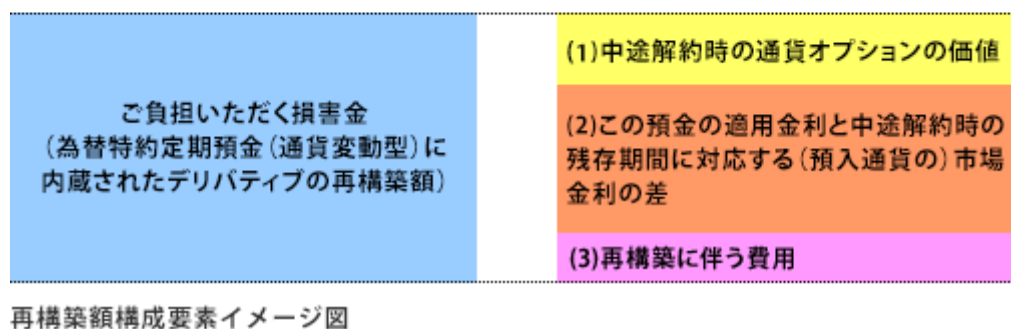 ご負担いただく損害金
（為替特約定期預金（通貨変動型）に
内蔵されたデリバティブの再構築額）
(1)中途解約時の通貨オプションの価値
(2)この預金の適用金利と中途解約時の
残存期間に対応する（預入通貨の）市場
金利の差
(3)再構築に伴う費用
再構築額構成要素イメージ図